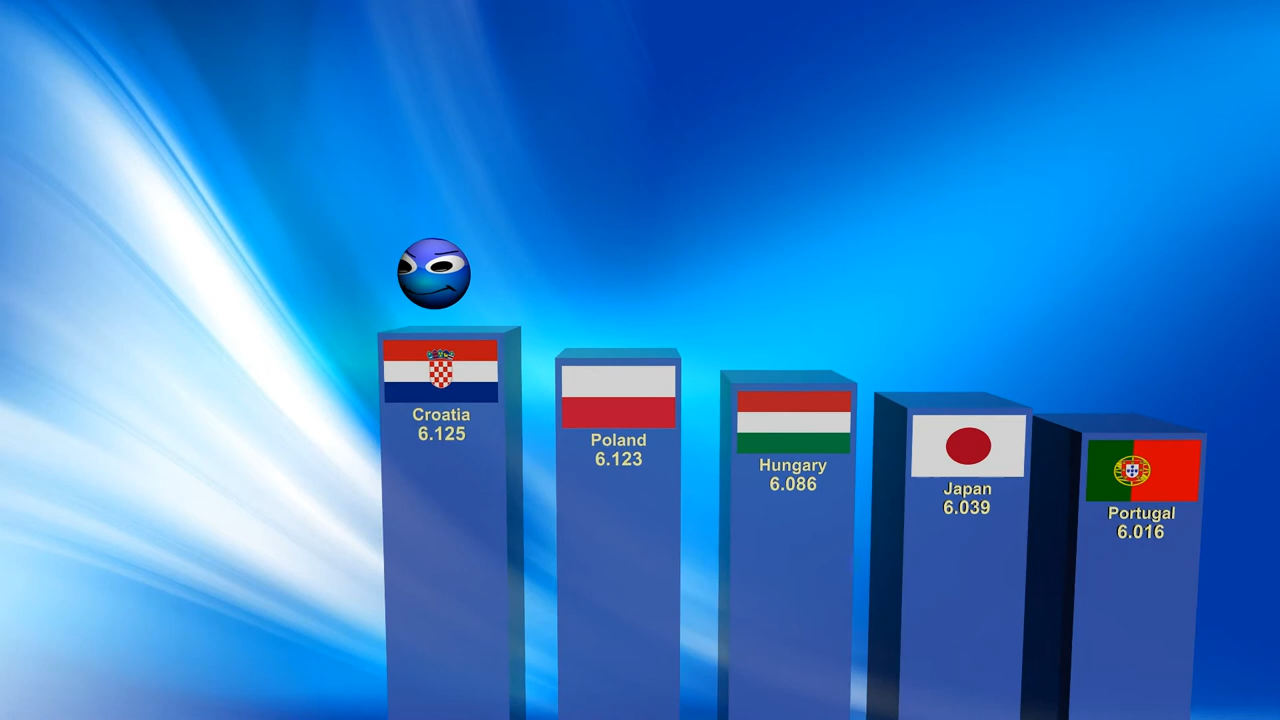 Croatia
6.125
Poland
6.123
Hungary
6.086
Japan
6.039
Portugal
6.016